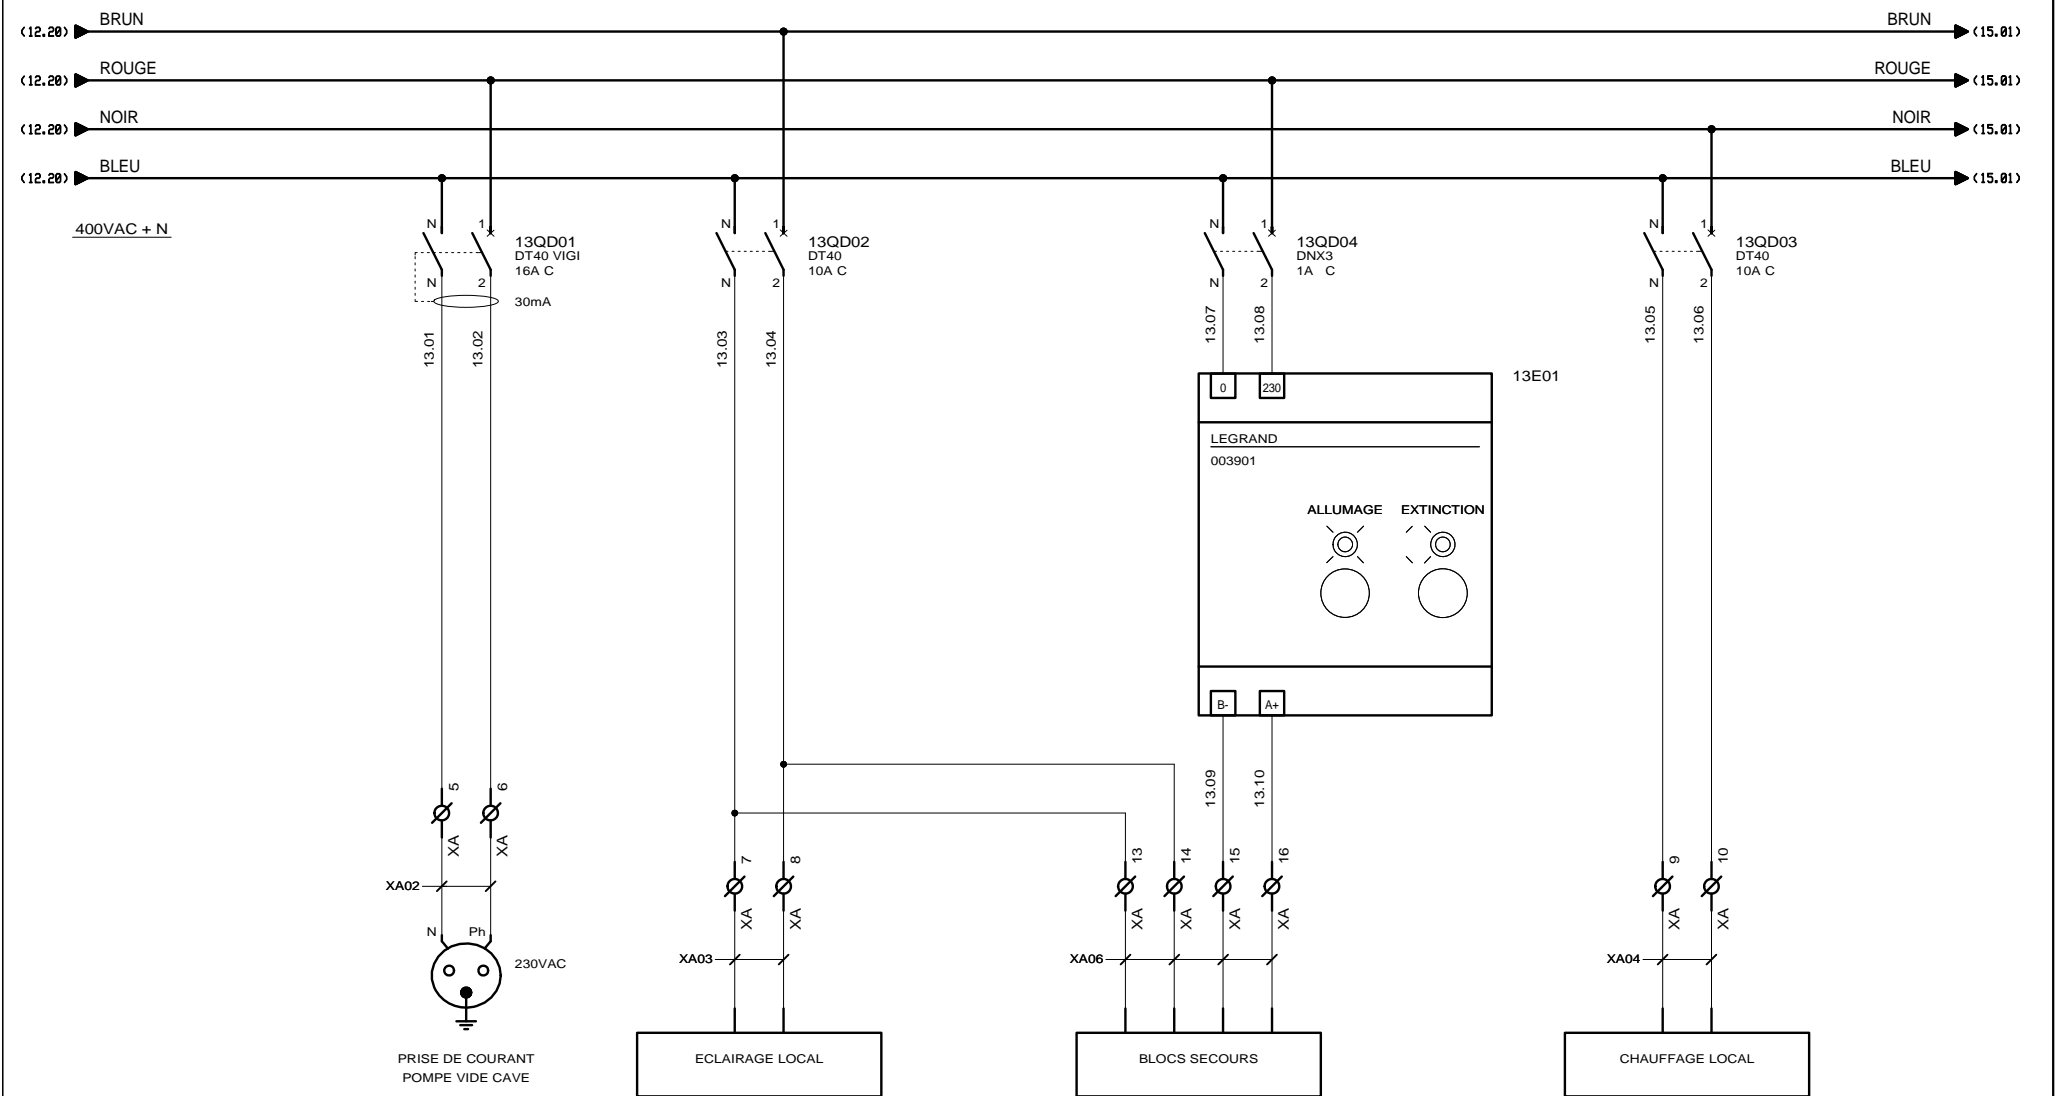 BRUN
BRUN
(12.20)
(15.01)
ROUGE
ROUGE
(12.20)
(15.01)
NOIR
NOIR
(12.20)
(15.01)
BLEU
BLEU
(12.20)
(15.01)
400VAC + N
N 1
13QD01
DT40 VIGI
16A C
N 2
30mA
13.01
13.02
N 1
13QD02
DT40
10A C
N 2
13.03
13.04
N 1
13QD04
DNX3
1A C
N 2
13.07
13.08
N 1
13QD03
DT40
10A C
N 2
13.05
13.06
13E01
0
230
LEGRAND
003901
ALLUMAGE
EXTINCTION
B-
A+
13.09
13.10
5
6
XA
XA
XA02
N
Ph
230VAC
PRISE DE COURANT
POMPE VIDE CAVE
7
8
XA
XA
XA03
ECLAIRAGE LOCAL
13
14
15
16
XA
XA
XA
XA
XA06
BLOCS SECOURS
9
10
XA
XA
XA04
CHAUFFAGE LOCAL